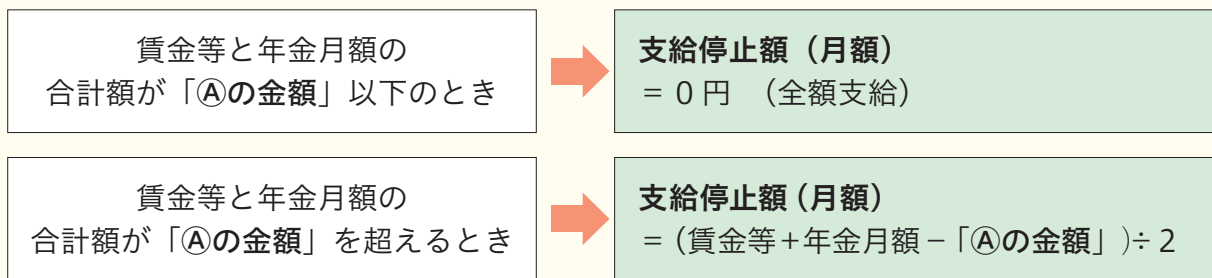 賃金等と年金月額の
合計額が「Ⓐの金額」以下のとき
支給停止額（月額）
＝ 0 円　（全額支給）
賃金等と年金月額の
合計額が「Ⓐの金額」を超えるとき
支給停止額（月額）
＝（賃金等＋年金月額－「Ⓐの金額」）÷ 2